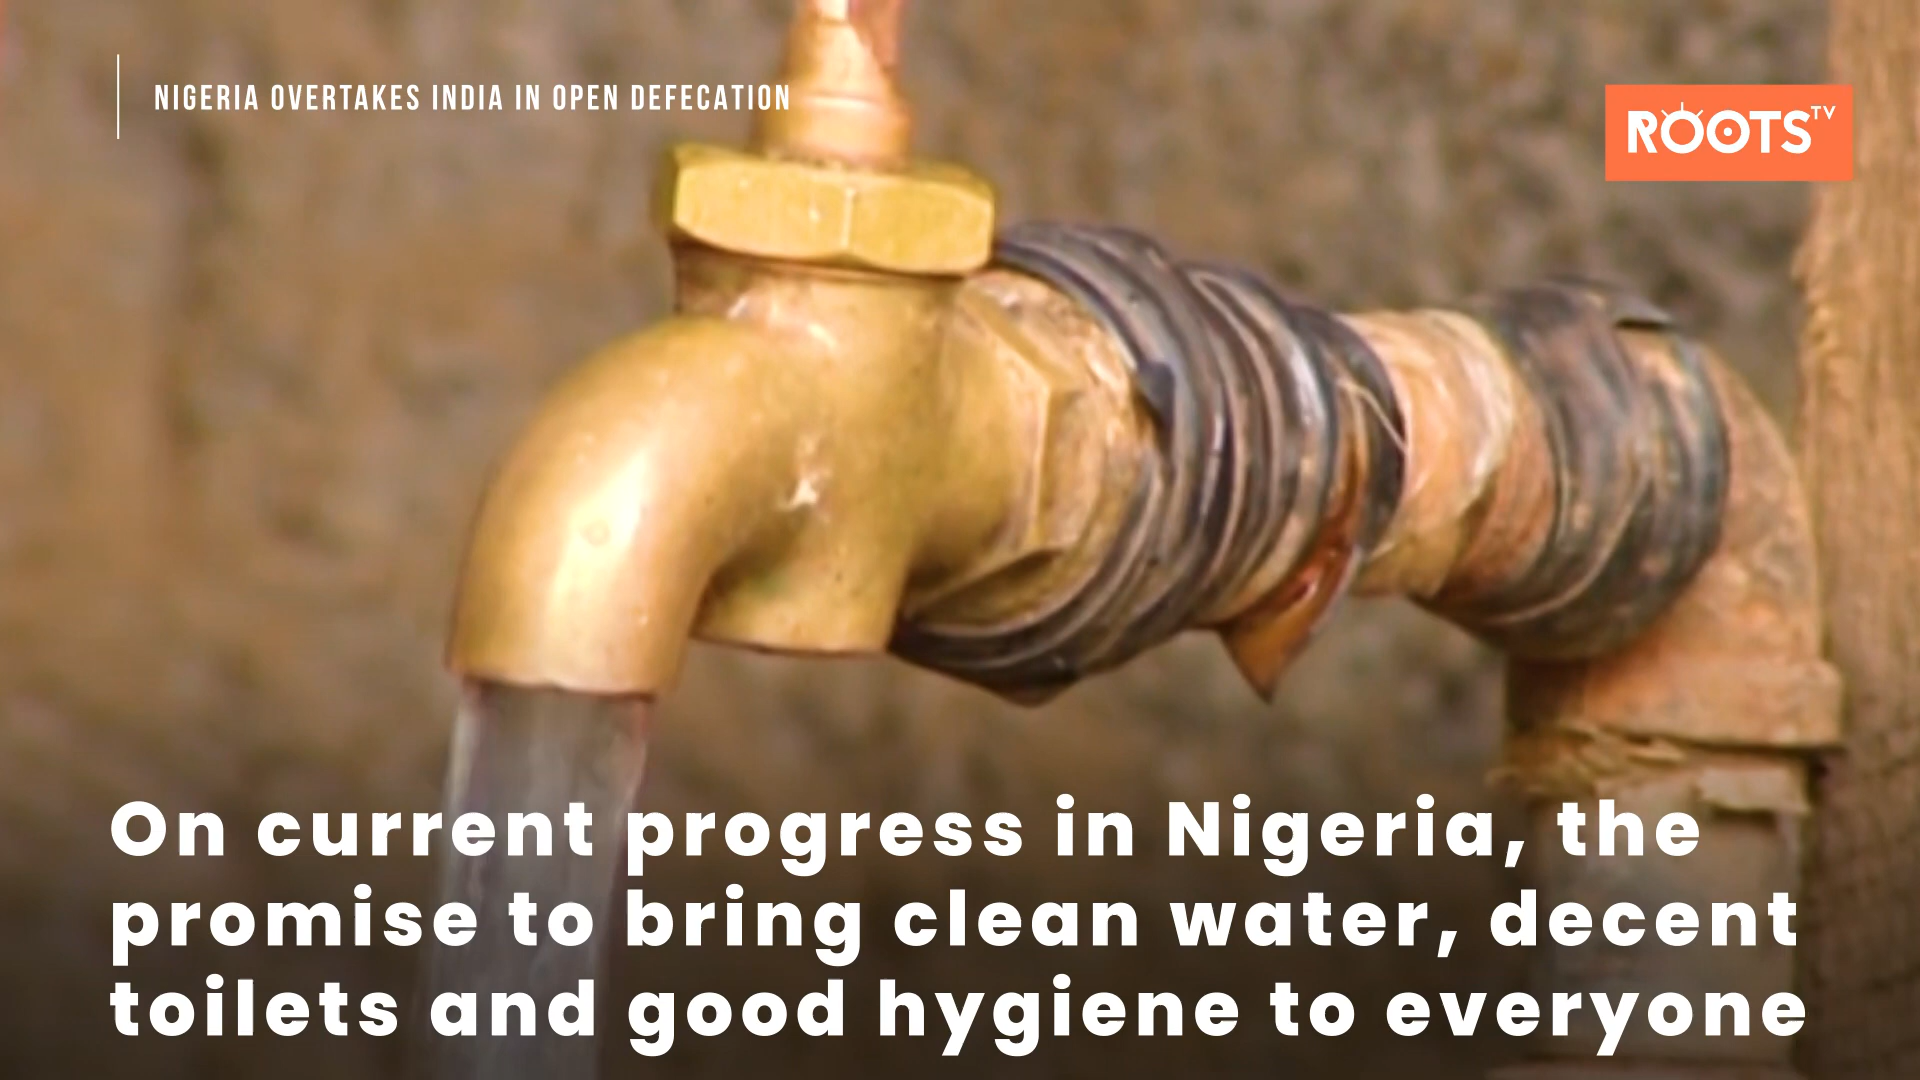 NIGERIA OVERTAKES INDIA IN OPEN DEFECATION
ROOTS TV
On current progress in Nigeria, the
promise to bring clean water, decent
toilets and good hygiene to everyone